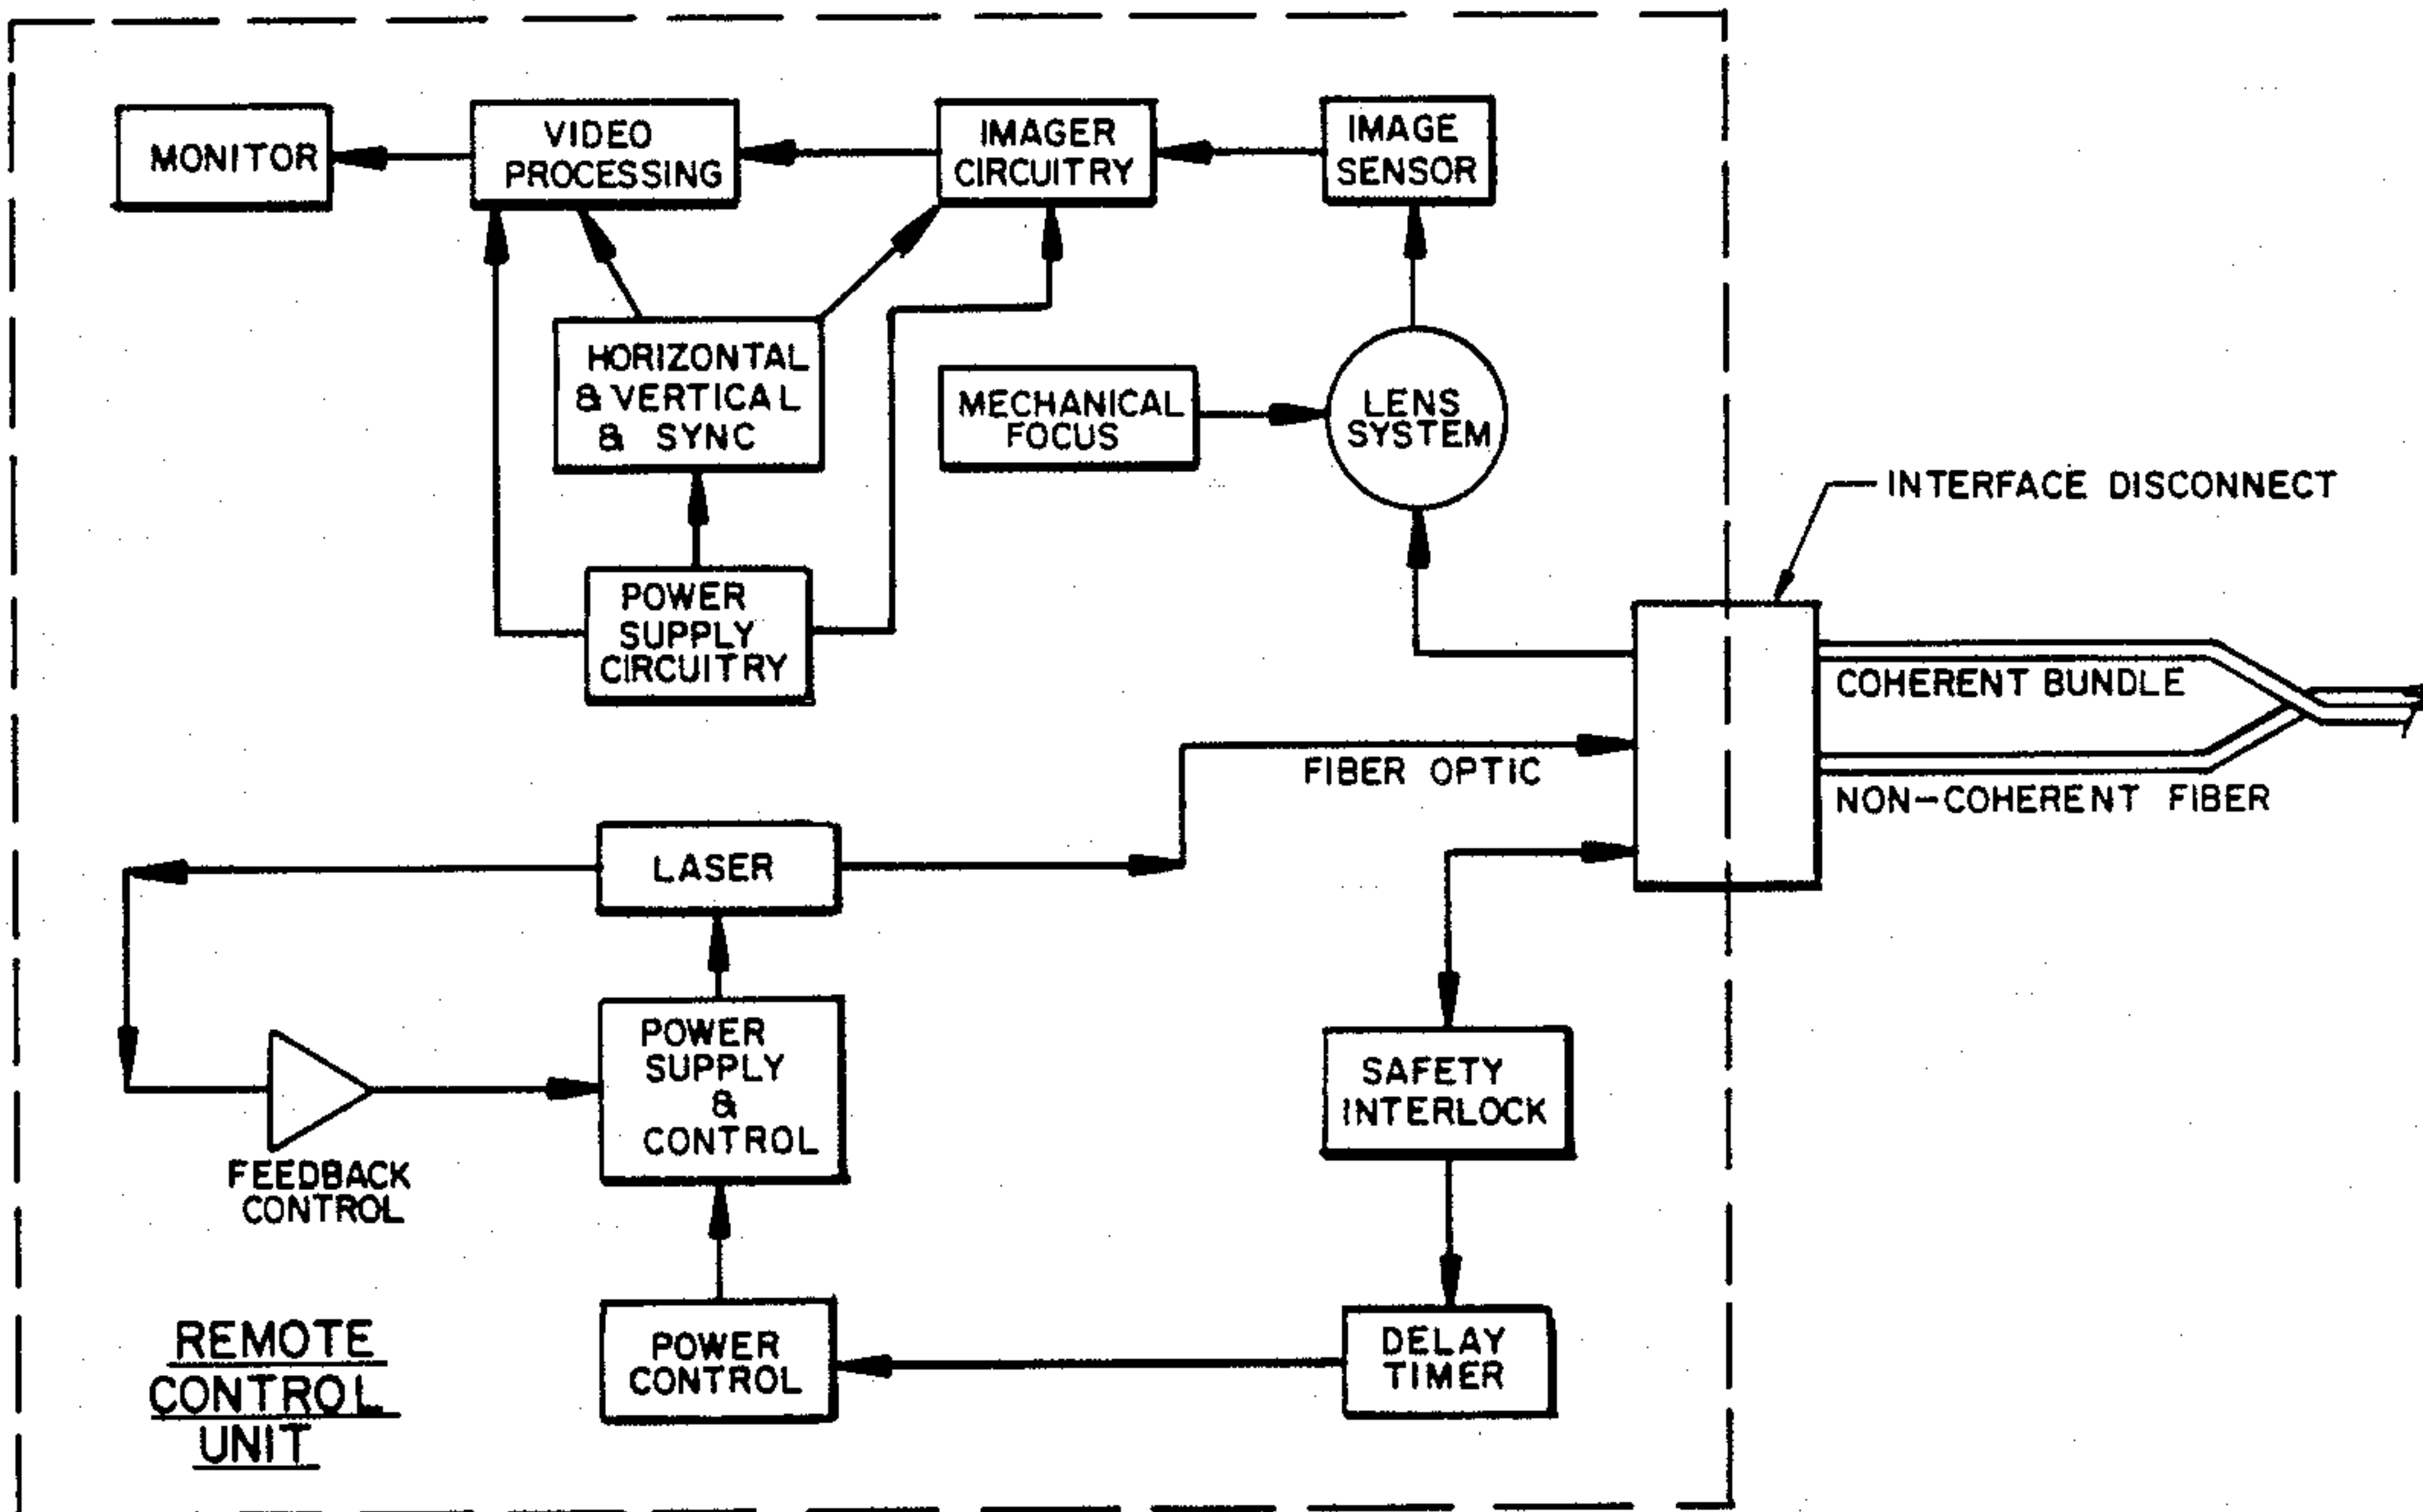 MONITOR
VIDEO
PROCESSING
IMAGER
CIRCUITRY
IMAGE
SENSOR
HORIZONTAL
& VERTICAL
& SYNC
MECHANICAL
FOCUS
LENS
SYSTEM
INTERFACE DISCONNECT
POWER
SUPPLY
CIRCUITRY
COHERENT BUNDLE
FIBER OPTIC
NON-COHERENT FIBER
LASER
POWER
SUPPLY
&
CONTROL
SAFETY
INTERLOCK
FEEDBACK
CONTROL
POWER
CONTROL
DELAY
TIMER
REMOTE
CONTROL
UNIT